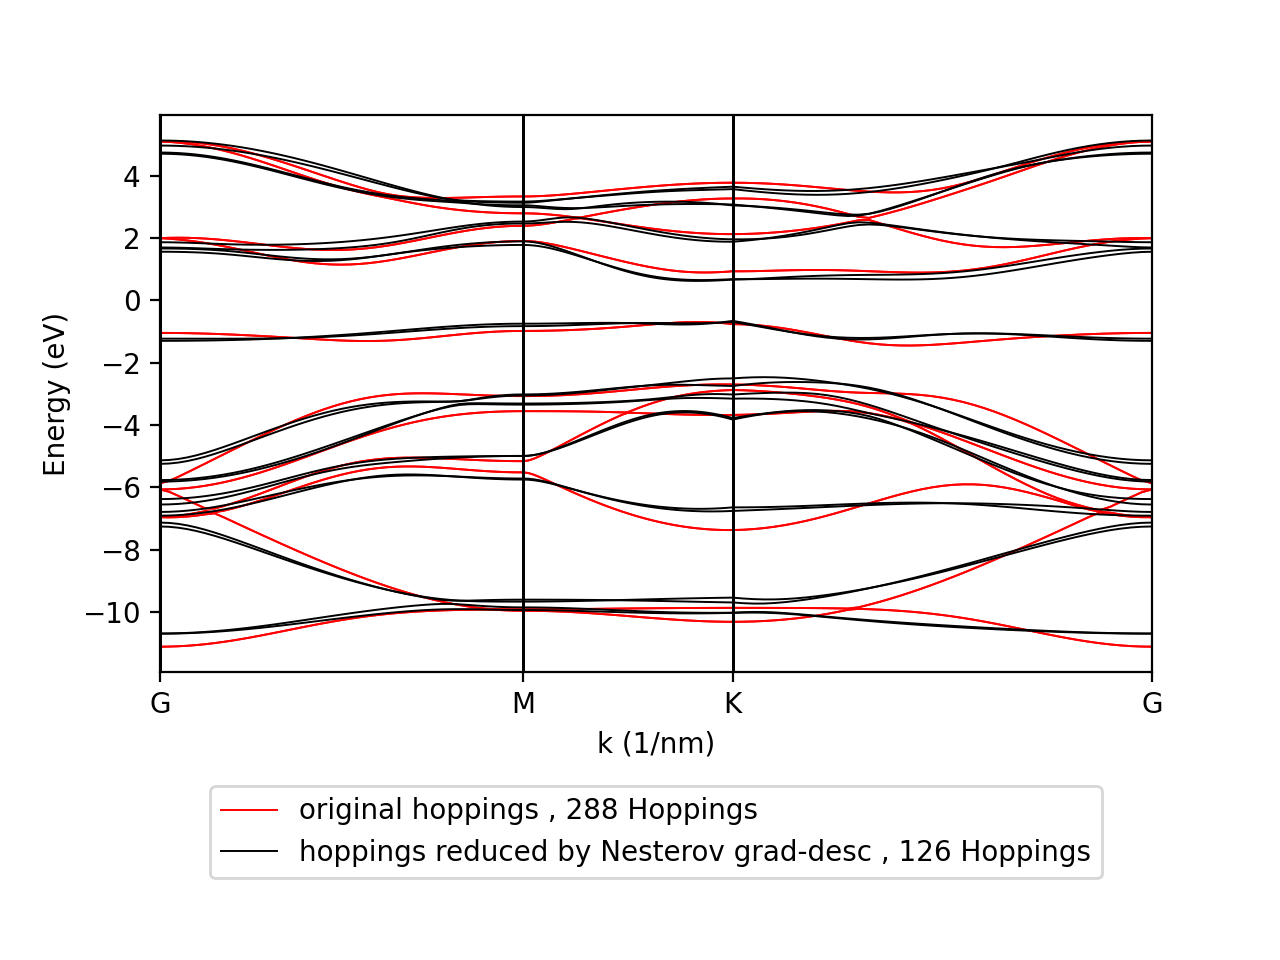 4
2
0
−2
−4
−6
−8
−10
Energy (eV)
G M K G
k (1/nm)
original hoppings , 288 Hoppings
hoppings reduced by Nesterov grad-desc , 126 Hoppings